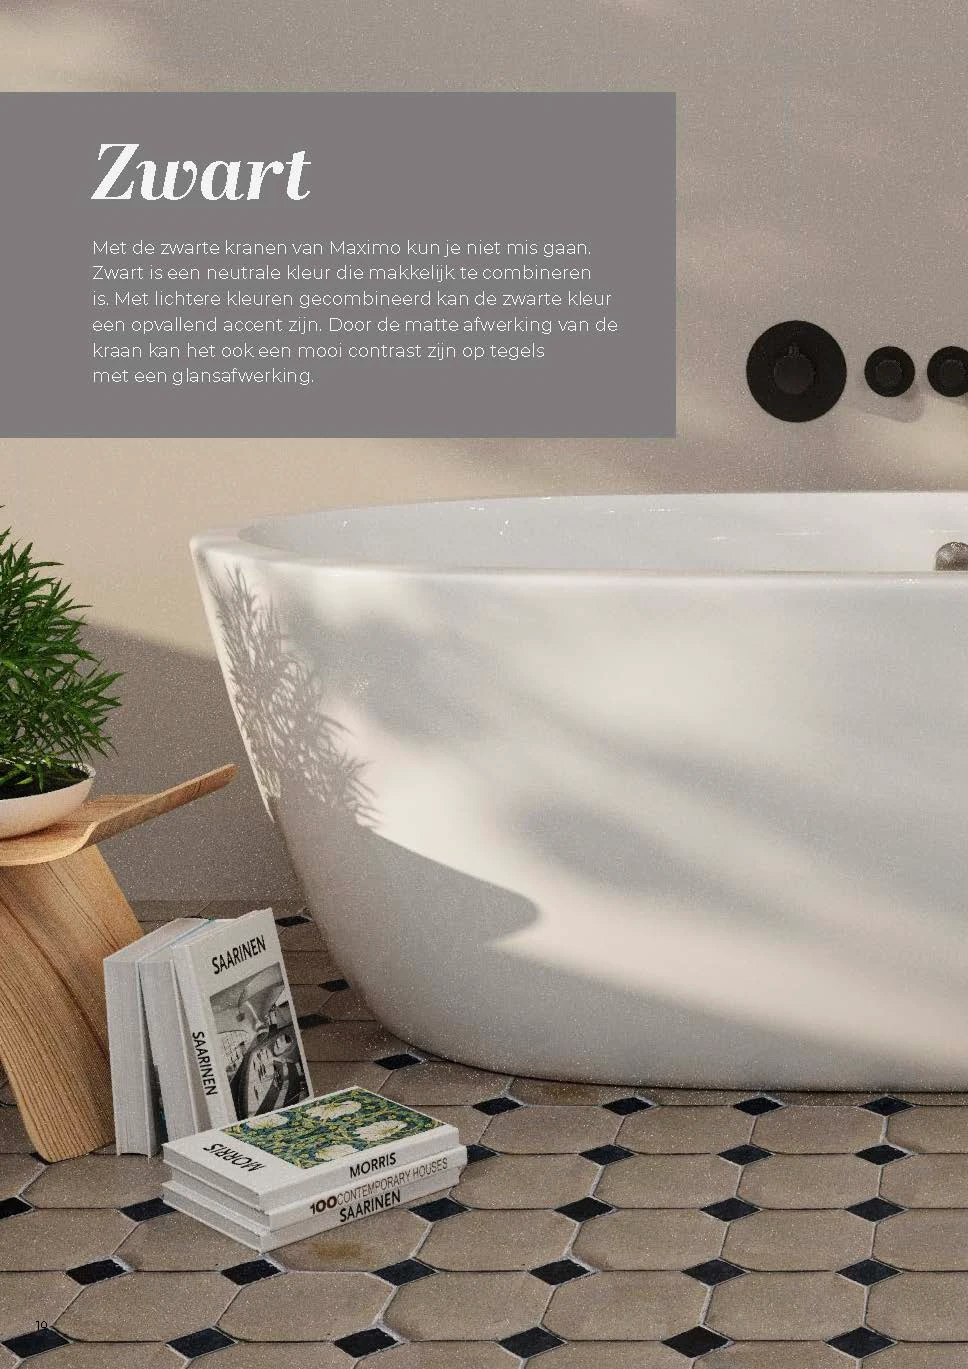 Zwart
Met de zwarte kranen van Maximo kun je niet mis gaan.
Zwart is een neutrale kleur die makkelijk te combineren
is. Met lichtere kleuren gecombineerd kan de zwarte kleur
een opvallend accent zijn. Door de matte afwerking van de
kraan kan het ook een mooi contrast zijn op tegels
met een glansafwerking.
SAARINEN
SAARINEN
MORRIS
MORRIS
100 CONTEMPORARY HOUSES
SAARINEN